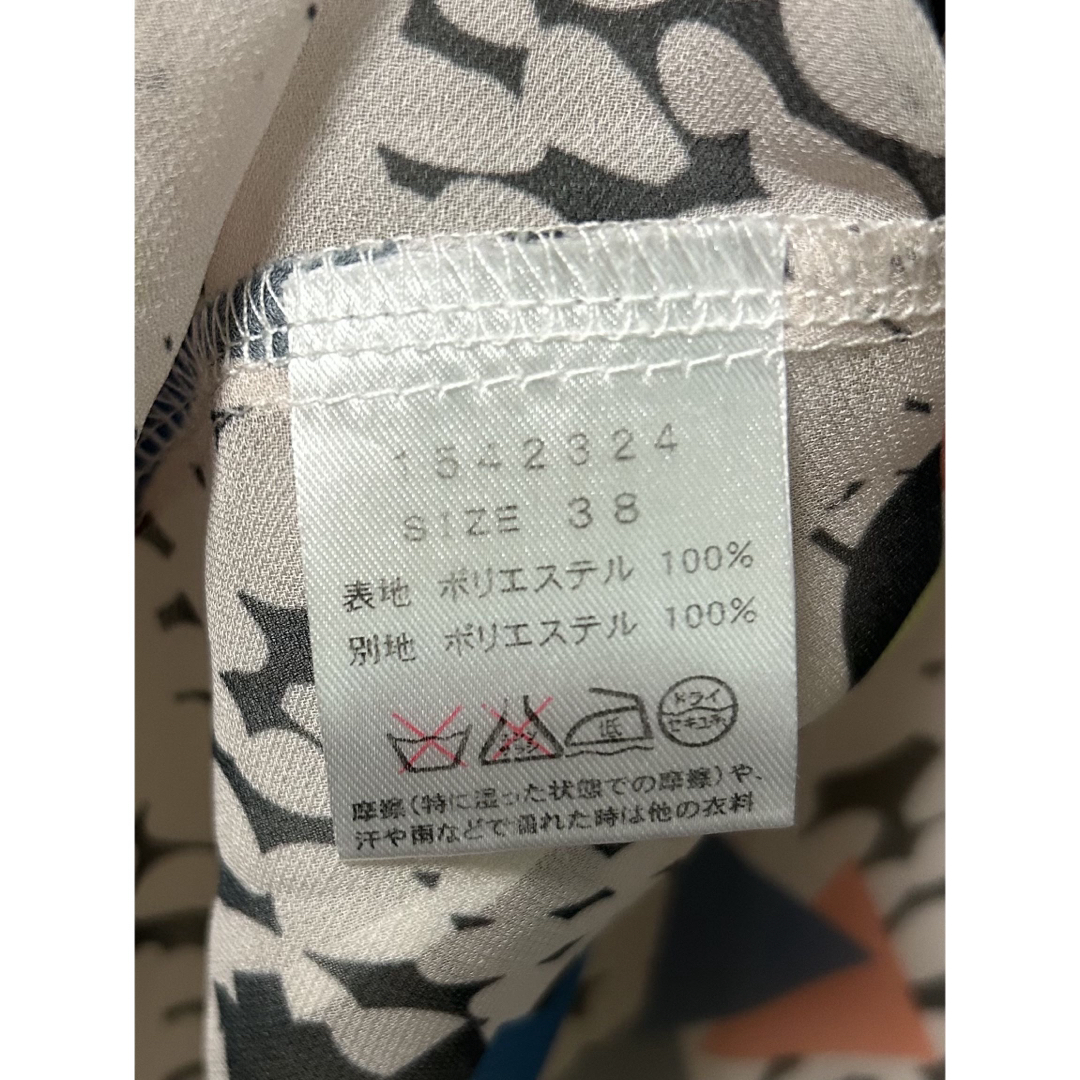 1542324
SIZE 38
表地 ポリエステル 100%
別地 ポリエステル 100%
低
ドライ
セキユ系
摩擦(特に湿った状態での摩擦)や、
汗や雨などで濡れた時は他の衣料